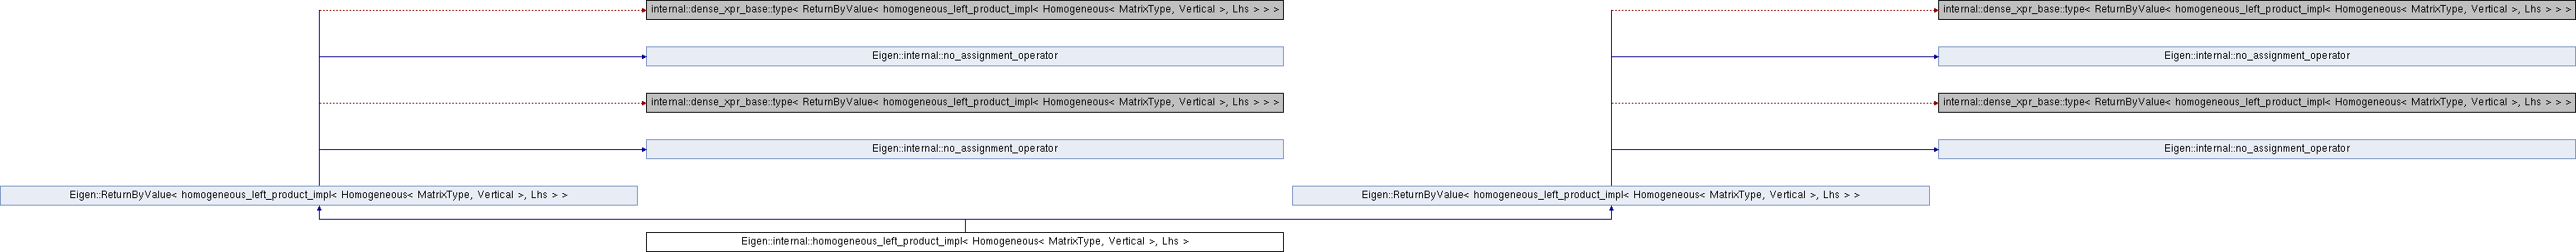 internal::dense_xpr_base::type< ReturnByValue< homogeneous_left_product_impl< Homogeneous< MatrixType, Vertical >, Lhs > > >
internal::dense_xpr_base::type< ReturnByValue< homogeneous_left_product_impl< Homogeneous< MatrixType, Vertical >, Lhs > > >
Eigen::internal::no_assignment_operator
Eigen::internal::no_assignment_operator
internal::dense_xpr_base::type< ReturnByValue< homogeneous_left_product_impl< Homogeneous< MatrixType, Vertical >, Lhs > > >
internal::dense_xpr_base::type< ReturnByValue< homogeneous_left_product_impl< Homogeneous< MatrixType, Vertical >, Lhs > > >
Eigen::internal::no_assignment_operator
Eigen::internal::no_assignment_operator
Eigen::ReturnByValue< homogeneous_left_product_impl< Homogeneous< MatrixType, Vertical >, Lhs > >
Eigen::ReturnByValue< homogeneous_left_product_impl< Homogeneous< MatrixType, Vertical >, Lhs > >
Eigen::internal::homogeneous_left_product_impl< Homogeneous< MatrixType, Vertical >, Lhs >